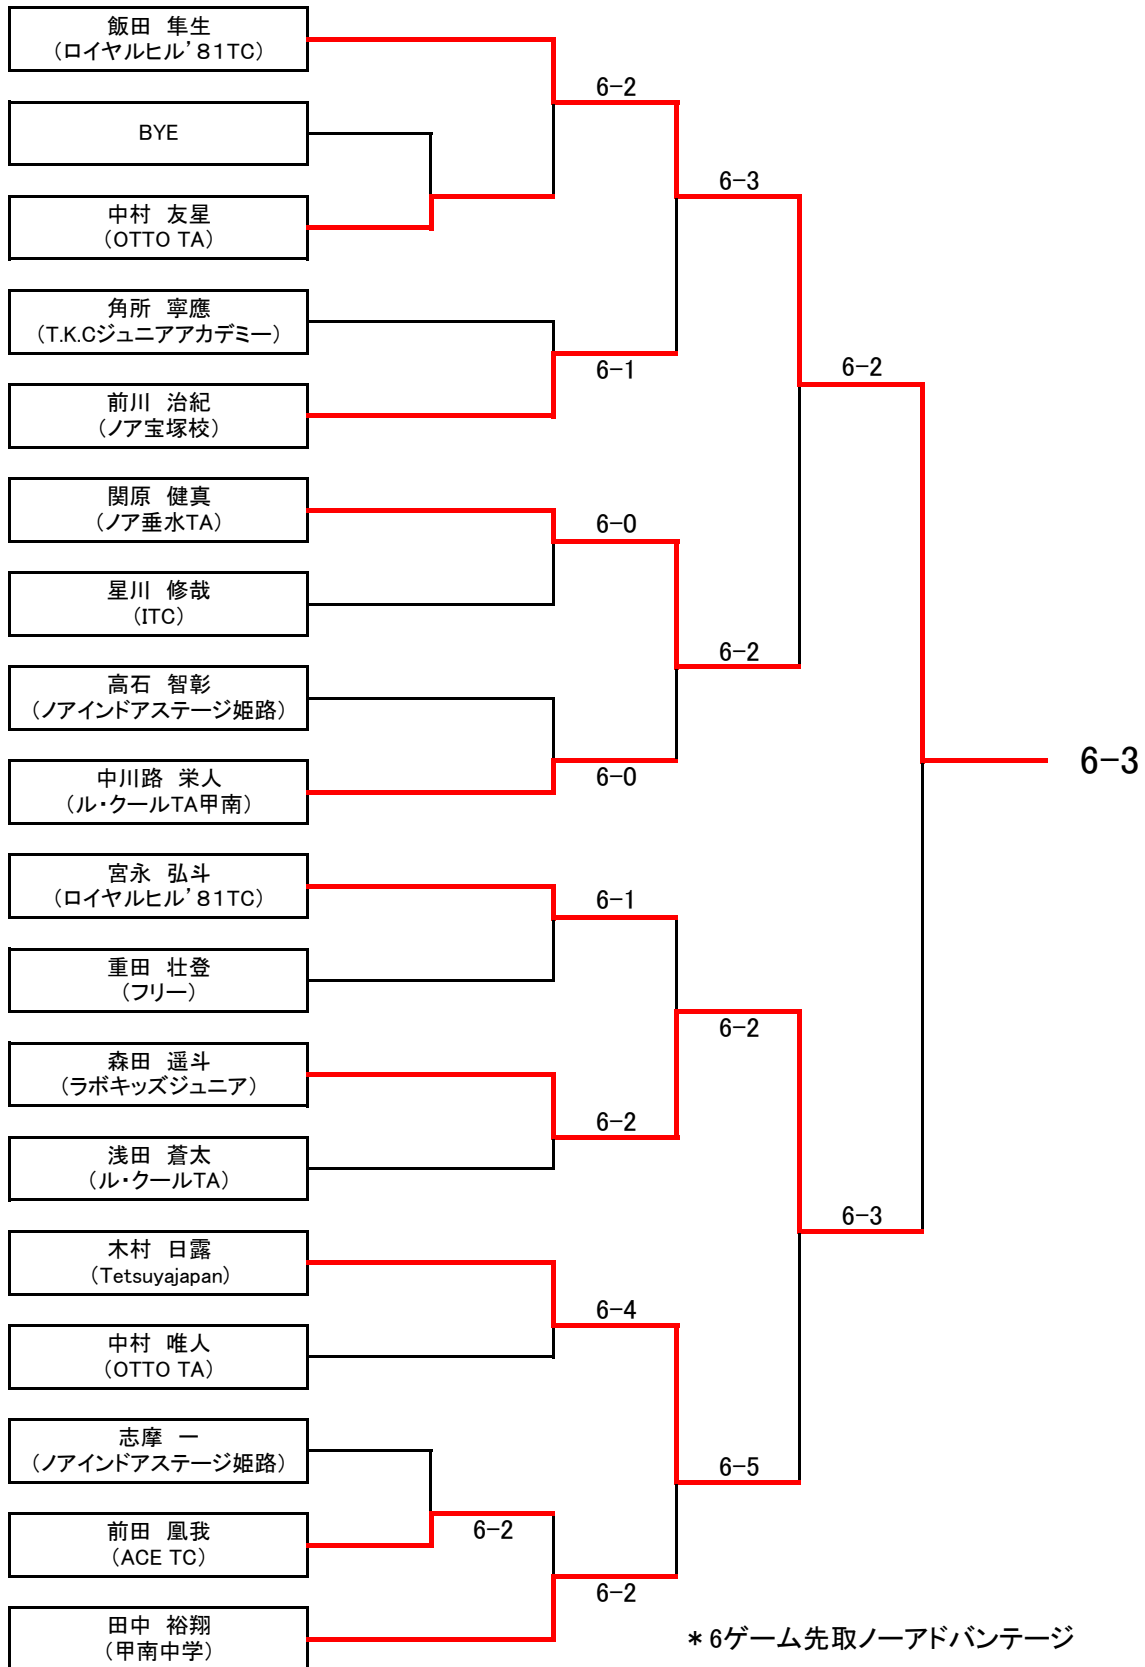 飯田　隼生
(ロイヤルヒル’81TC)
6-2
BYE
6-3
中村　友星
(OTTO TA)
角所　寧應
(T.K.Cジュニアアカデミー)
6-1
6-2
前川　治紀
(ノア宝塚校)
関原　健真
(ノア垂水TA)
6-0
星川　修哉
(ITC)
6-2
高石　智彰
(ノアインドアステージ姫路)
6-3
中川路　栄人
(ル・クールTA甲南)
6-0
宮永　弘斗
(ロイヤルヒル’81TC)
6-1
重田　壮登
(フリー)
6-2
森田　遥斗
(ラボキッズジュニア)
6-2
浅田　蒼太
(ル・クールTA)
6-3
木村　日露
(Tetsuyajapan)
6-4
中村　唯人
(OTTO TA)
志摩　一
(ノアインドアステージ姫路)
6-5
前田　凰我
(ACE TC)
6-2
6-2
田中　裕翔
(甲南中学)
＊6ゲーム先取ノーアドバンテージ